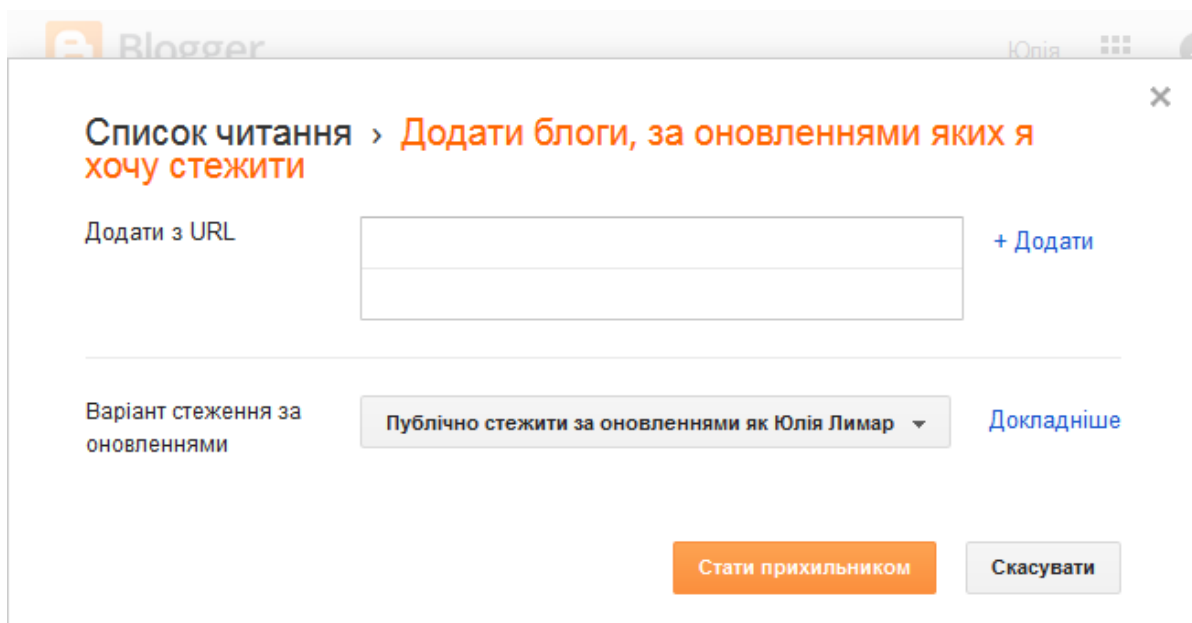 Blogger
Юлія
Список читання › Додати блоги, за оновленнями яких я
хочу стежити
Додати з URL
+ Додати
Варіант стеження за
оновленнями
Публічно стежити за оновленнями як Юлія Лимар
Докладніше
Стати прихильником
Скасувати